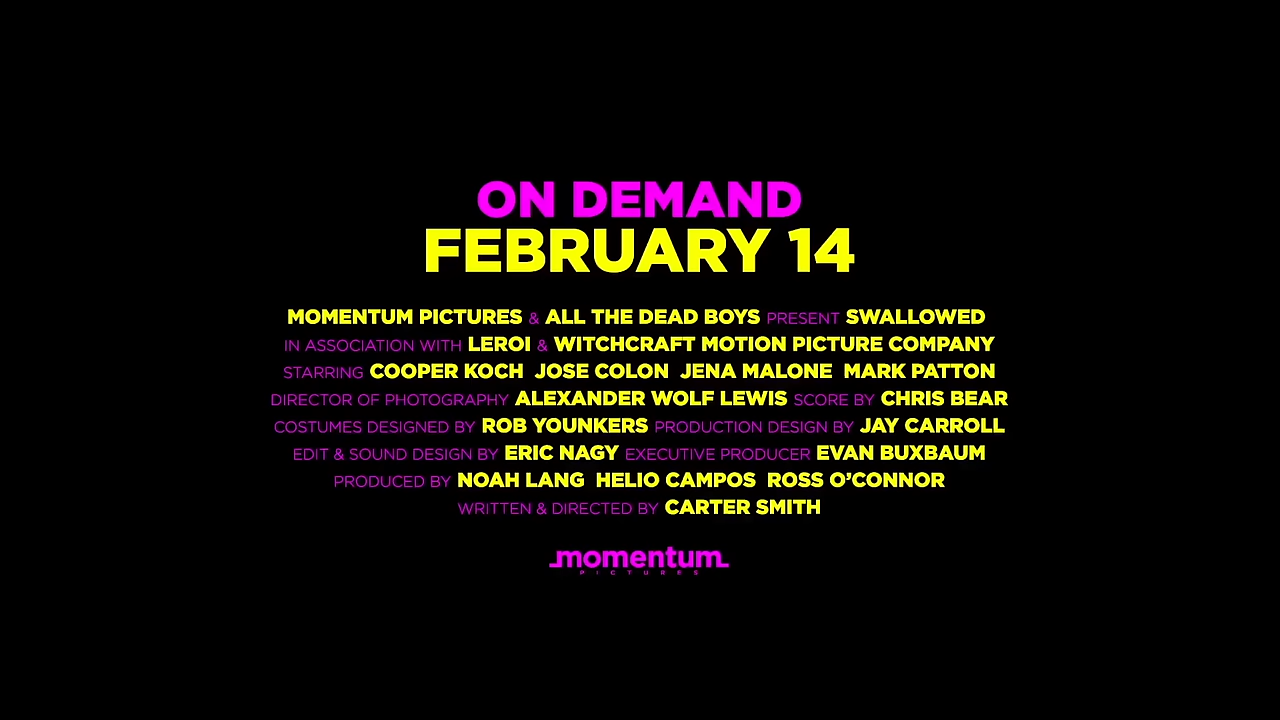 ON DEMAND
FEBRUARY 14
MOMENTUM PICTURES & ALL THE DEAD BOYS PRESENT SWALLOWED
IN ASSOCIATION WITH LEROI & WITCHCRAFT MOTION PICTURE COMPANY
STARRING COOPER KOCH JOSE COLON JENA MALONE MARK PATTON
DIRECTOR OF PHOTOGRAPHY ALEXANDER WOLF LEWIS SCORE BY CHRIS BEAR
COSTUMES DESIGNED BY ROB YOUNKERS PRODUCTION DESIGN BY JAY CARROLL
EDIT & SOUND DESIGN BY ERIC NAGY EXECUTIVE PRODUCER EVAN BUXBAUM
PRODUCED BY NOAH LANG HELIO CAMPOS ROSS O’CONNOR
WRITTEN & DIRECTED BY CARTER SMITH
momentum
PICTURES